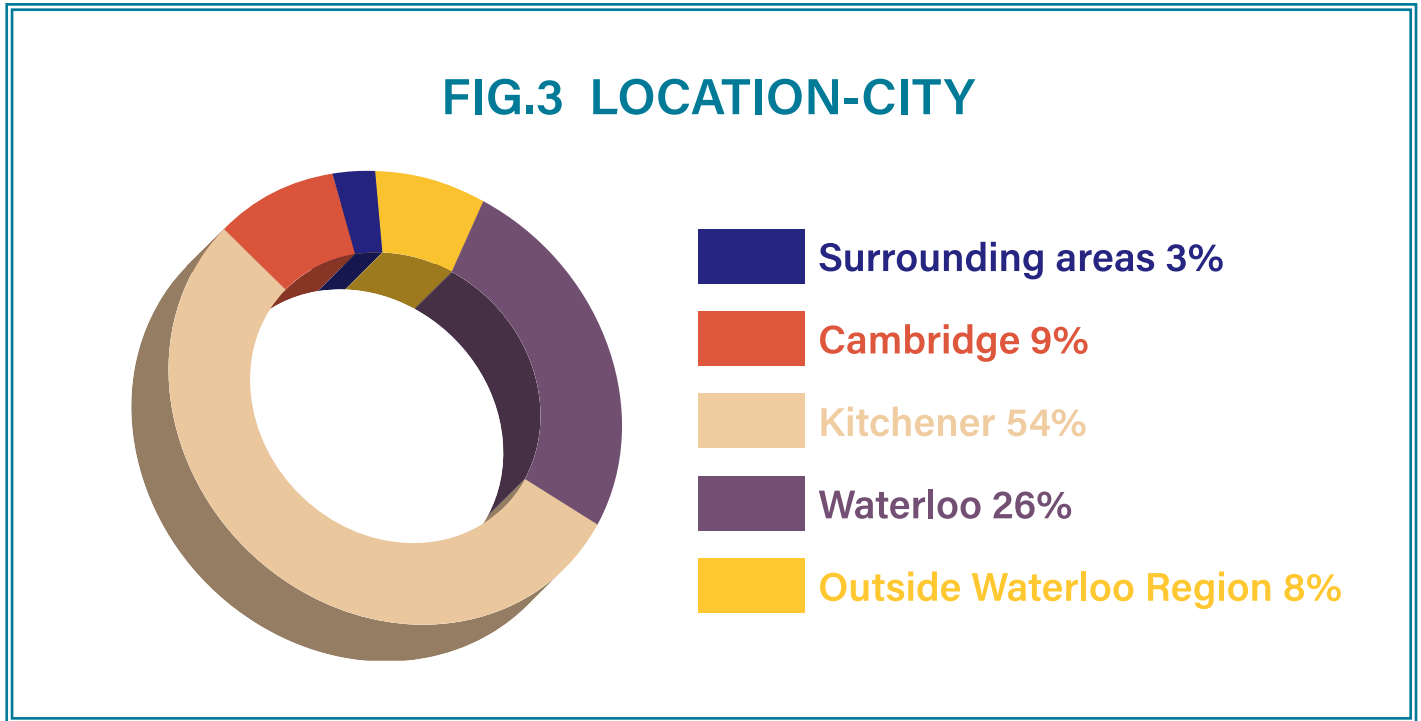 FIG.3 LOCATION-CITY
Surrounding areas 3%
Cambridge 9%
Kitchener 54%
Waterloo 26%
Outside Waterloo Region 8%